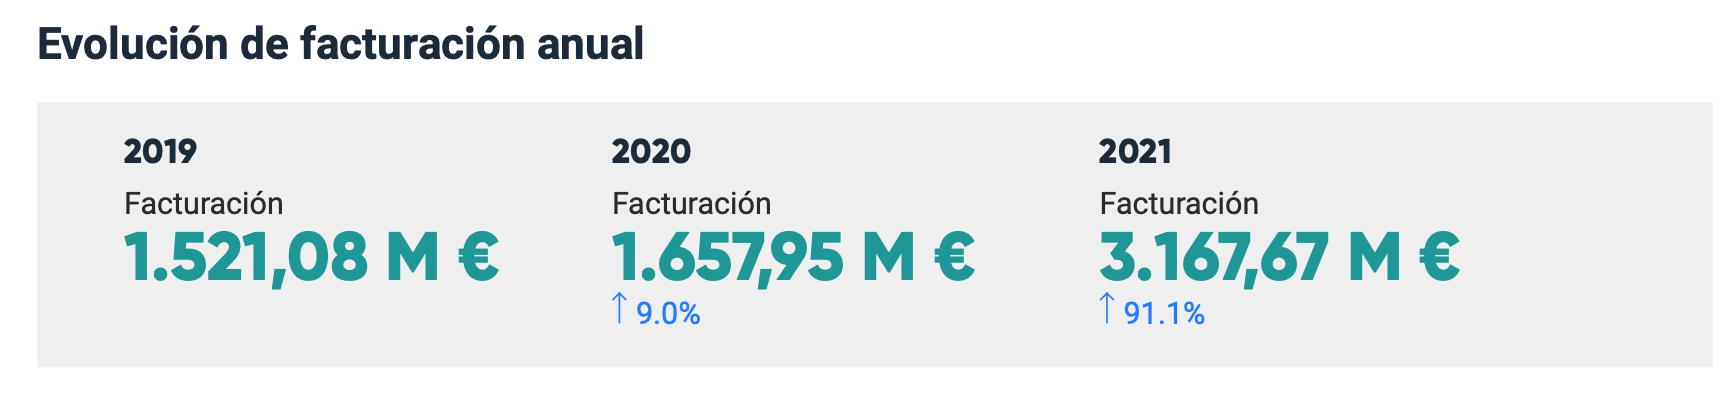 Evolución de facturación anual
2019
Facturación
1.521,08 M €
2020
Facturación
1.657,95 M €
↑ 9.0%
2021
Facturación
3.167,67 M €
↑ 91.1%